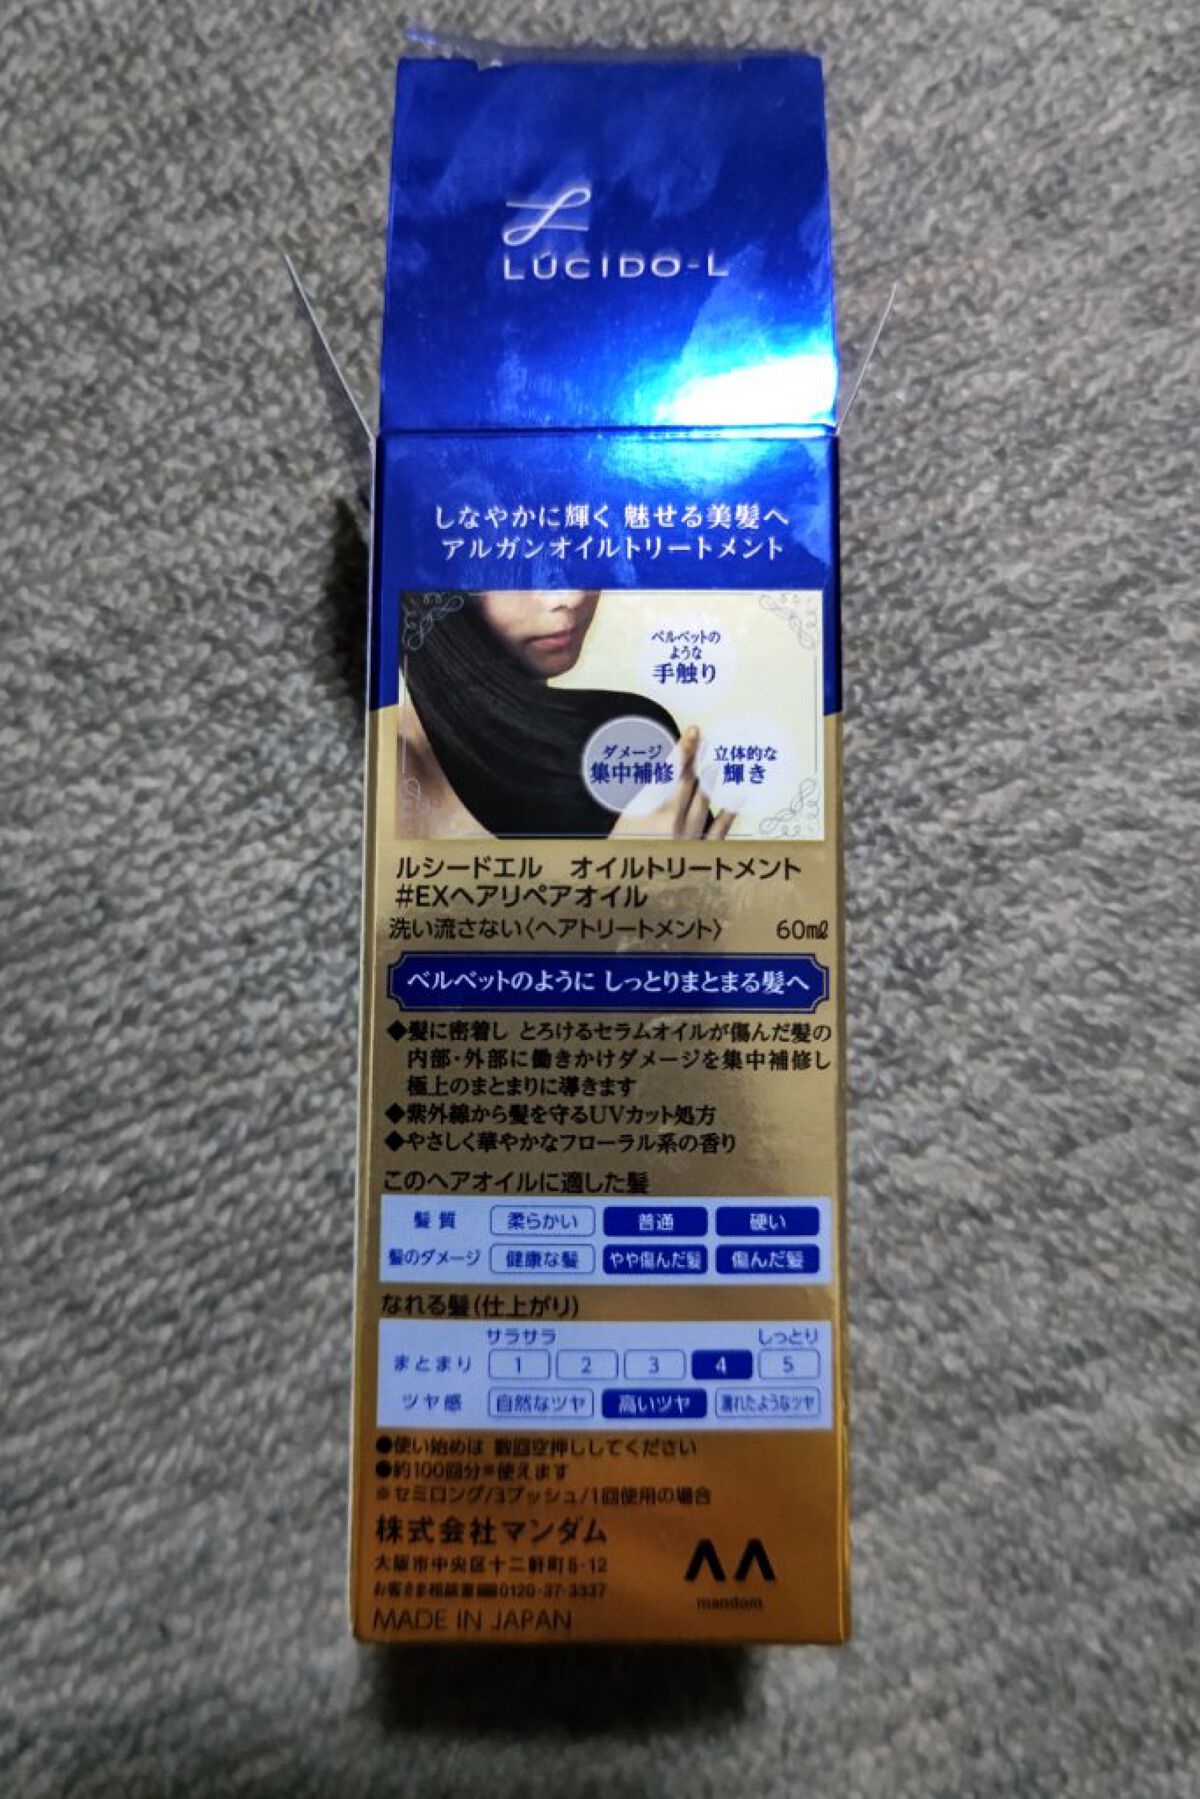 LÚCIDO-L
しなやかに輝く 魅せる美髪へ
アルガンオイルトリートメント
ベルベットの
ような
手触り
ダメージ
集中補修
立体的な
輝き
ルシードエル オイルトリートメント
#EXヘアリペアオイル
洗い流さない〈ヘアトリートメント〉 60mℓ
ベルベットのように しっとりまとまる髪へ
◆髪に密着し とろけるセラムオイルが傷んだ髪の
内部・外部に働きかけダメージを集中補修し
極上のまとまりに導きます
◆紫外線から髪を守るUVカット処方
◆やさしく華やかなフローラル系の香り
このヘアオイルに適した髪
髪質 柔らかい 普通 硬い
髪のダメージ 健康な髪 やや傷んだ髪 傷んだ髪
なれる髪(仕上がり)
サラサラ しっとり
まとまり 1 2 3 4 5
ツヤ感 自然なツヤ 高いツヤ 濡れたようなツヤ
●使い始めは 数回空押ししてください
●約100回分※使えます
※セミロング/3プッシュ/1回使用の場合
株式会社マンダム
大阪市中央区十二軒町5-12
お客さま相談室 0120-37-3337
MADE IN JAPAN
mandom